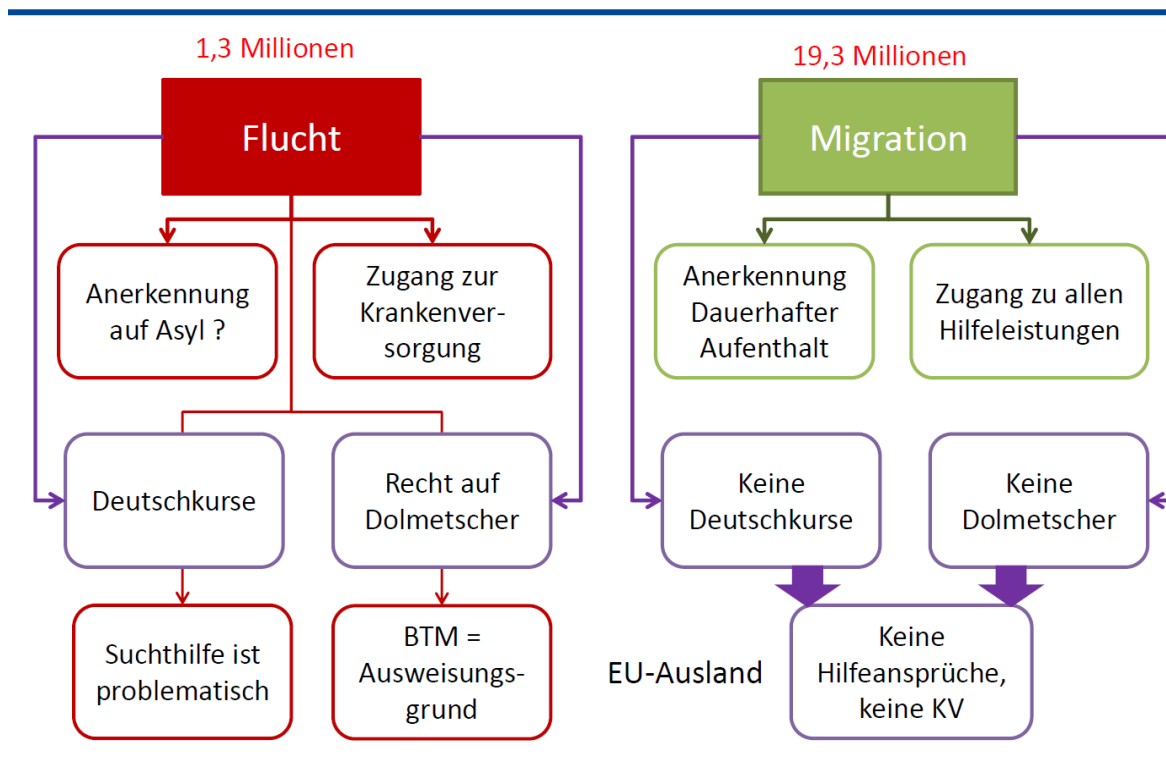 1,3 Millionen
Flucht
Anerkennung
auf Asyl ?
Zugang zur
Krankenver-
sorgung
Deutschkurse
Recht auf
Dolmetscher
Suchthilfe ist
problematisch
BTM =
Ausweisungs-
grund
19,3 Millionen
Migration
Anerkennung
Dauerhafter
Aufenthalt
Zugang zu allen
Hilfeleistungen
Keine
Deutschkurse
Keine
Dolmetscher
EU-Ausland
Keine
Hilfeansprüche,
keine KV